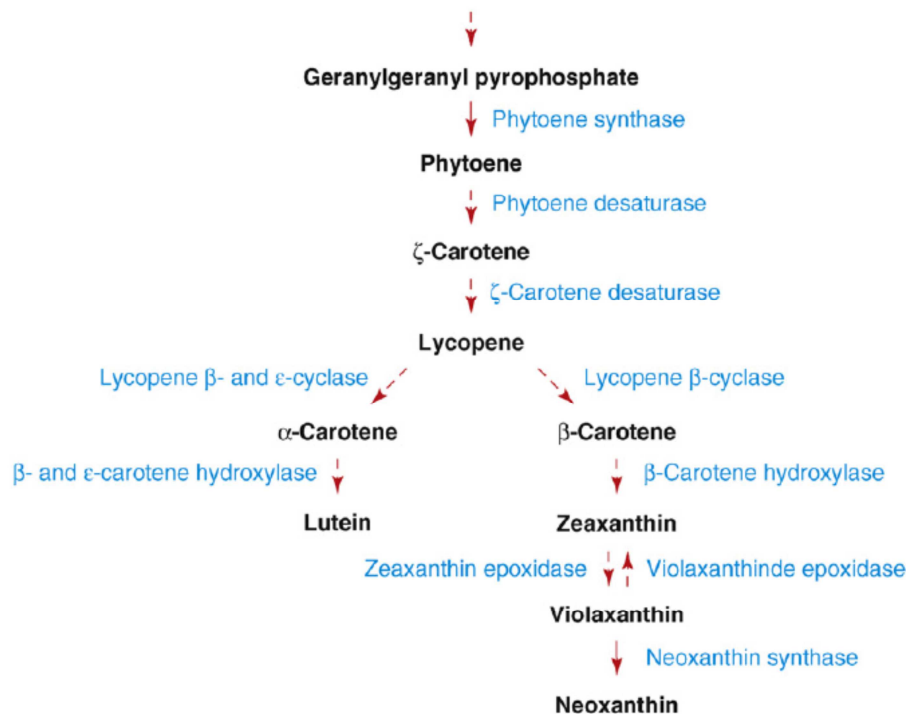 Geranylgeranyl pyrophosphate
Phytoene synthase
Phytoene
Phytoene desaturase
ζ-Carotene
ζ-Carotene desaturase
Lycopene
Lycopene β- and ε-cyclase
Lycopene β-cyclase
α-Carotene
β-Carotene
β- and ε-carotene hydroxylase
β-Carotene hydroxylase
Lutein
Zeaxanthin
Zeaxanthin epoxidase
Violaxanthinde epoxidase
Violaxanthin
Neoxanthin synthase
Neoxanthin